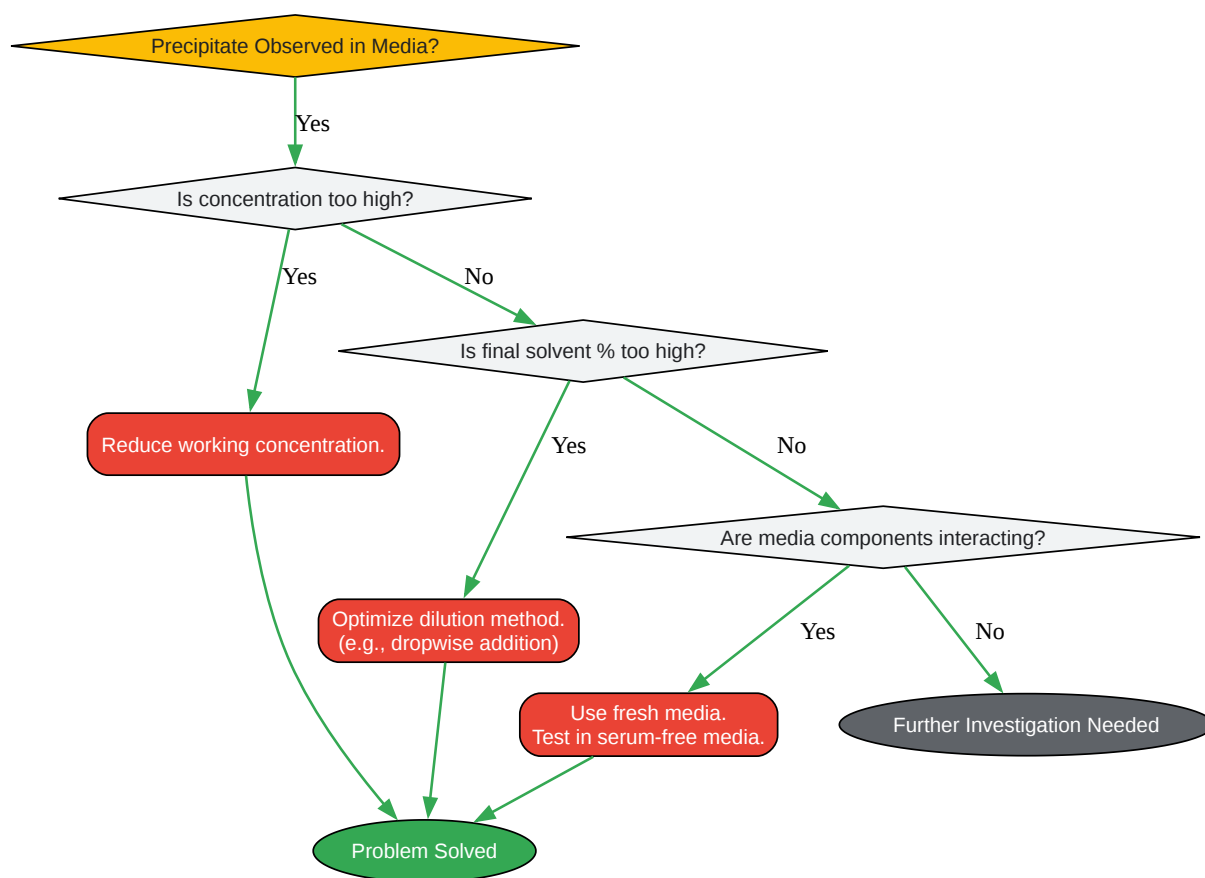 Precipitate Observed in Media?
Yes
Is concentration too high?
Yes
No
Is final solvent % too high?
Reduce working concentration.
Yes
No
Are media components interacting?
Optimize dilution method.
(e.g., dropwise addition)
Yes
No
Use fresh media.
Test in serum-free media.
Further Investigation Needed
Problem Solved